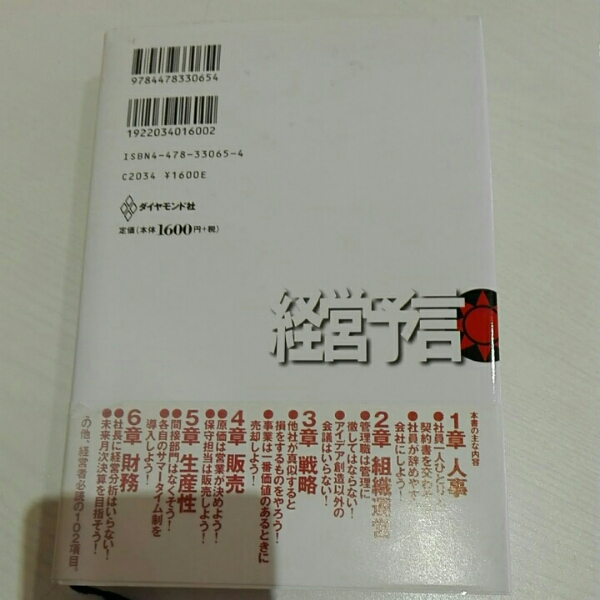 9784478330654
1922034016002
ISBN4-478-33065-4
C2034 ¥1600E
ダイヤモンド社
定価(本体1600円+税)
経営予言
本書の主な内容
1章 人事
●社員一人ひとり
契約書を交わ
●社員が辞めや
会社にしよう!
2章 組織運営
●管理職は管理に
徹してはならない!
●アイデア創造以外の
会議はいらない!
3章 戦略
●他社が真似すると
損をするものをやろう!
●事業は一番価値のあるときに
売却しよう!
4章 販売
●原価は営業が決めよう!
●保守担当は販売しよう!
5章 生産性
●間接部門はなくそう!
●各自のサマータイム制を
導入しよう!
6章 財務
●社長に経営分析はいらない!
●未来月次決算を目指そう!
の他、経営者必読の102項目。